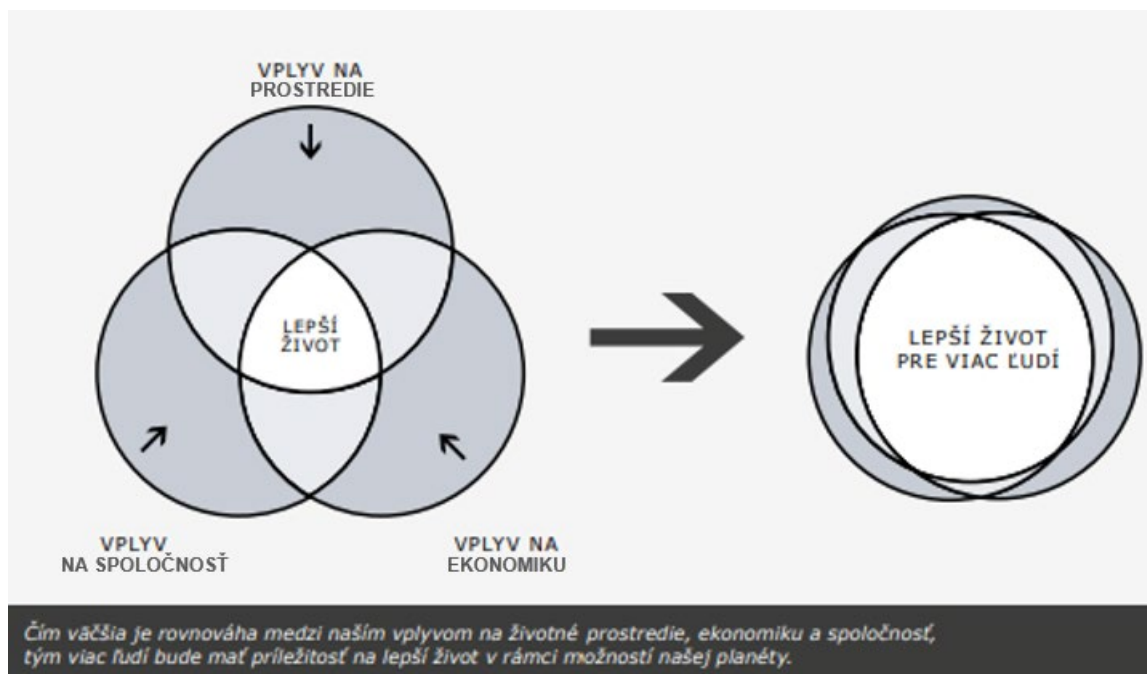 VPLYV NA
PROSTREDIE
LEPŠÍ
ŽIVOT
VPLYV
NA SPOLOČNOSŤ
VPLYV NA
EKONOMIKU
LEPŠÍ ŽIVOT
PRE VIAC ĽUDÍ
Čím väčšia je rovnováha medzi naším vplyvom na životné prostredie, ekonomiku a spoločnosť,
tým viac ľudí bude mať príležitosť na lepší život v rámci možností našej planéty.